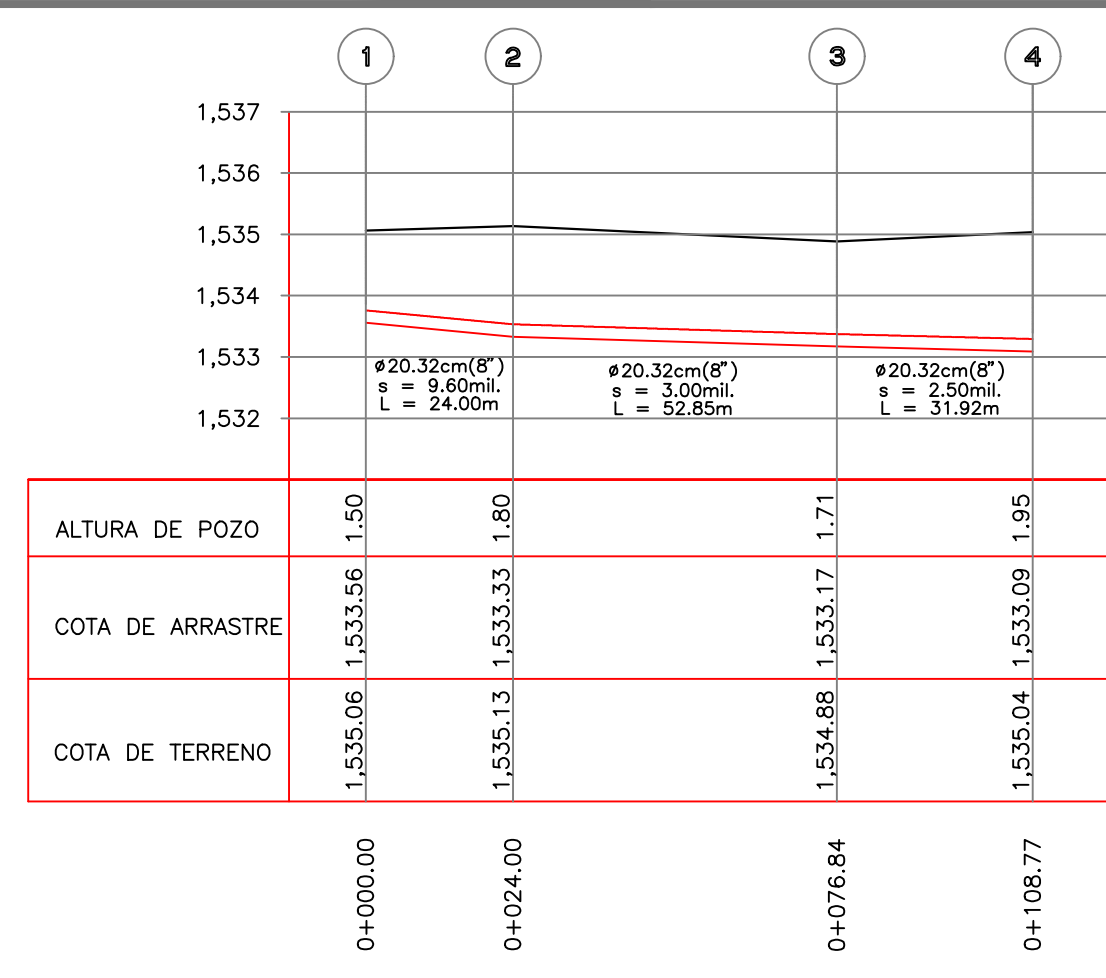 1
2
3
4
1,537
1,536
1,535
1,534
1,533
1,532
ø20.32cm(8")
s = 9.60mil.
L = 24.00m
ø20.32cm(8")
s = 3.00mil.
L = 52.85m
ø20.32cm(8")
s = 2.50mil.
L = 31.92m
ALTURA DE POZO
1.50
1.80
1.71
1.95
COTA DE ARRASTRE
1,533.56
1,533.33
1,533.17
1,533.09
COTA DE TERRENO
1,535.06
1,535.13
1,534.88
1,535.04
0+000.00
0+024.00
0+076.84
0+108.77